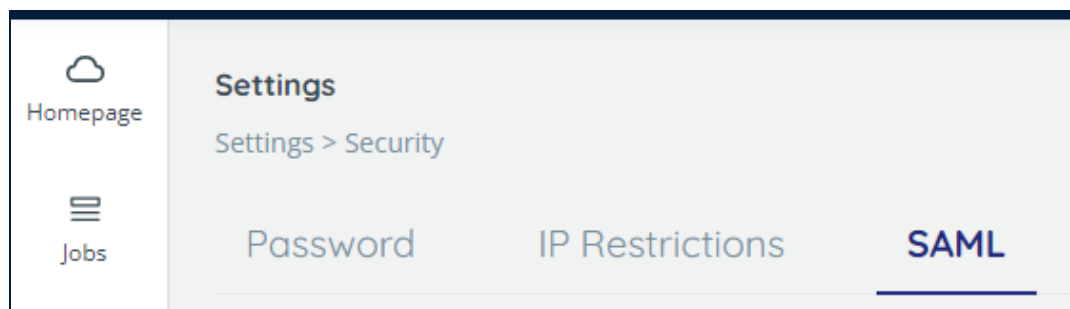 Homepage
Jobs
Settings
Settings > Security
Password IP Restrictions SAML